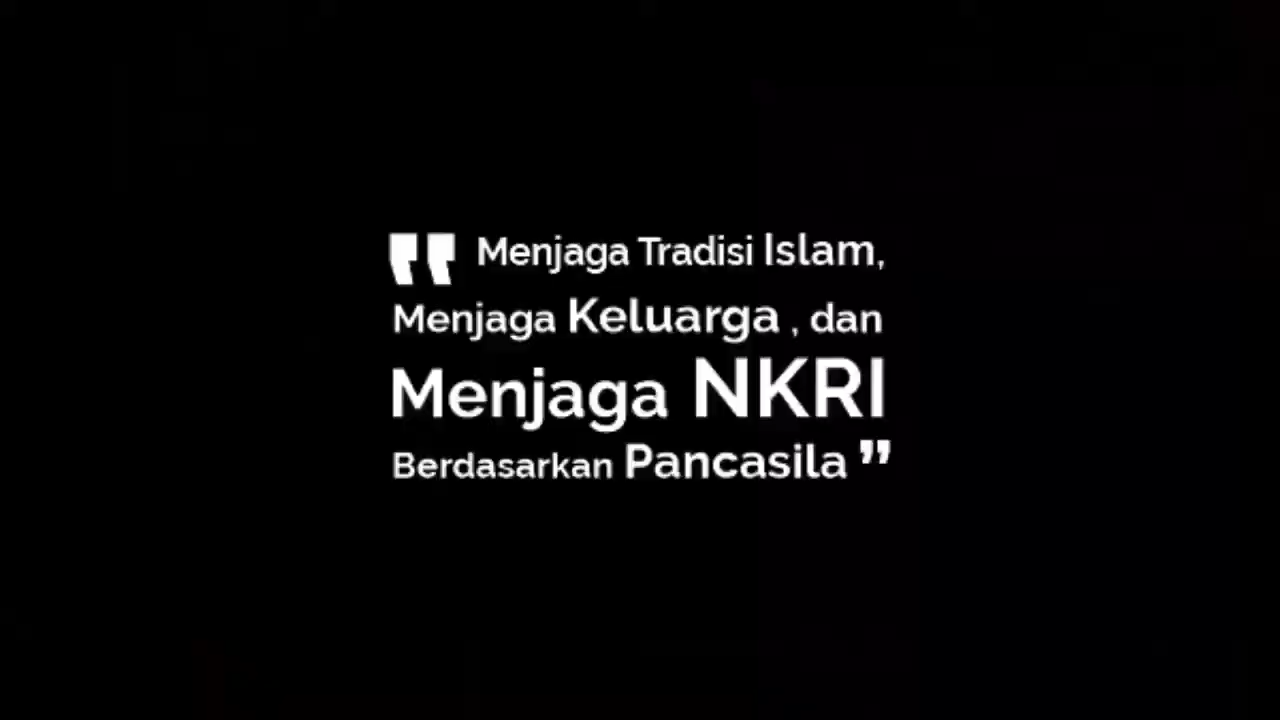 " Menjaga Tradisi Islam,
Menjaga Keluarga , dan
Menjaga NKRI
Berdasarkan Pancasila "